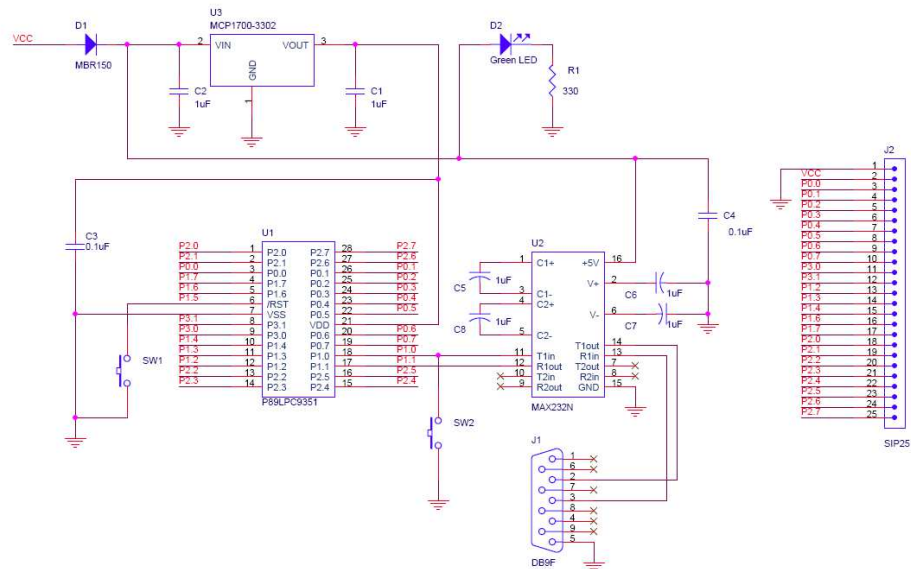 U3
MCP1700-3302
VCC
D1
MBR150
2
VIN
VOUT
3
GND
1
C2
1uF
C1
1uF
D2
Green LED
R1
330
C3
0.1uF
C4
0.1uF
U1
P2.0 1 P2.0 P2.7 28 P2.7
P2.1 2 P2.1 P2.6 27 P2.6
P0.0 3 P0.0 P0.1 26 P0.1
P1.7 4 P1.7 P0.2 25 P0.2
P1.6 5 P1.6 P0.3 24 P0.3
P1.5 6 /RST P0.4 23 P0.4
7 VSS P0.5 22 P0.5
P3.1 8 P3.1 VDD 21
P3.0 9 P3.0 P0.6 20 P0.6
P1.4 10 P1.4 P0.7 19 P0.7
P1.3 11 P1.3 P1.0 18 P1.0
P1.2 12 P1.2 P1.1 17 P1.1
P2.2 13 P2.2 P2.5 16 P2.5
P2.3 14 P2.3 P2.4 15 P2.4
P89LPC9351
SW1
SW2
U2
1 C1+ +5V 16
V+ 2
3 C1-
4 C2+
V- 6
5 C2-
T1out 14
11 T1in R1in 13
12 R1out T2out 7
10 T2in R2in 8
9 R2out GND 15
MAX232N
C5
1uF
C8
1uF
C6
1uF
C7
1uF
J1
1
6
2
7
3
8
4
9
5
DB9F
J2
1
VCC 2
P0.0 3
P0.1 4
P0.2 5
P0.3 6
P0.4 7
P0.5 8
P0.6 9
P0.7 10
P3.0 11
P3.1 12
P1.2 13
P1.3 14
P1.4 15
P1.6 16
P1.7 17
P2.0 18
P2.1 19
P2.2 20
P2.3 21
P2.4 22
P2.5 23
P2.6 24
P2.7 25
SIP25